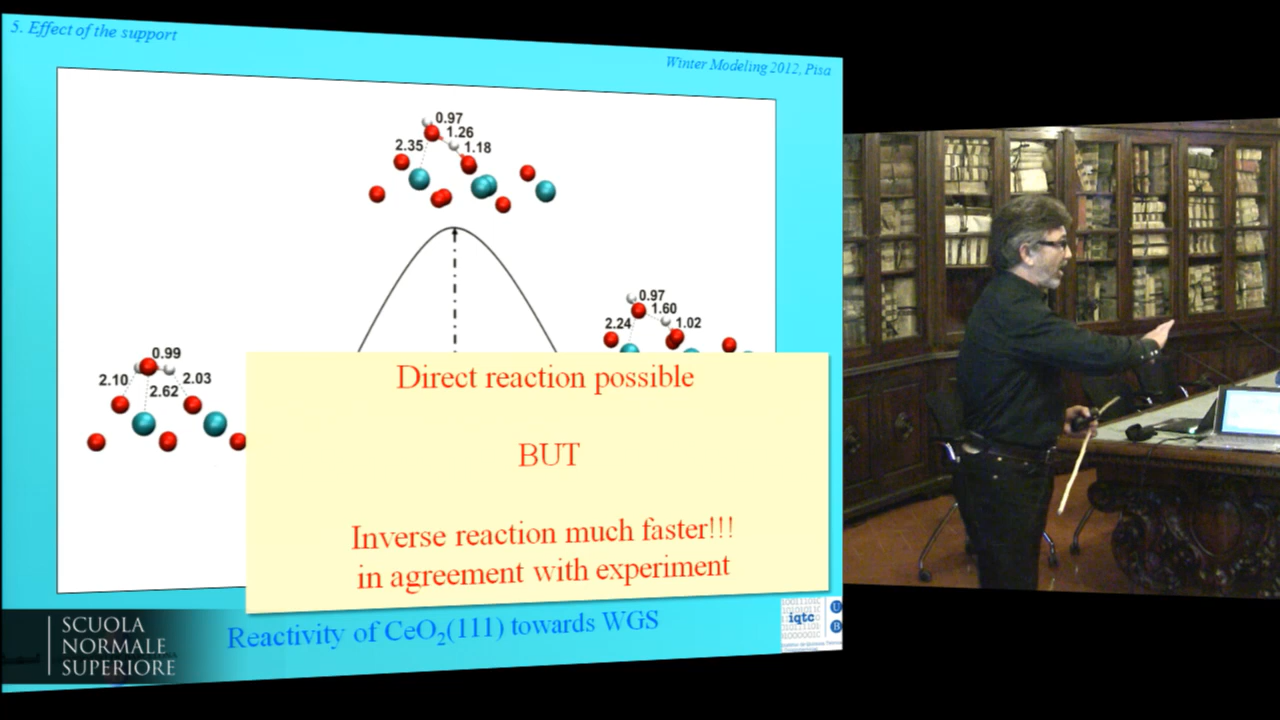 5. Effect of the support
Winter Modeling 2012, Pisa
0.97
1.26
2.35
1.18
0.97
1.60
2.24
1.02
0.99
2.10
2.03
2.62
Direct reaction possible
BUT
Inverse reaction much faster!!!
in agreement with experiment
Reactivity of CeO₂(111) towards WGS
iqtc
U
B
SCUOLA
NORMALE
SUPERIORE